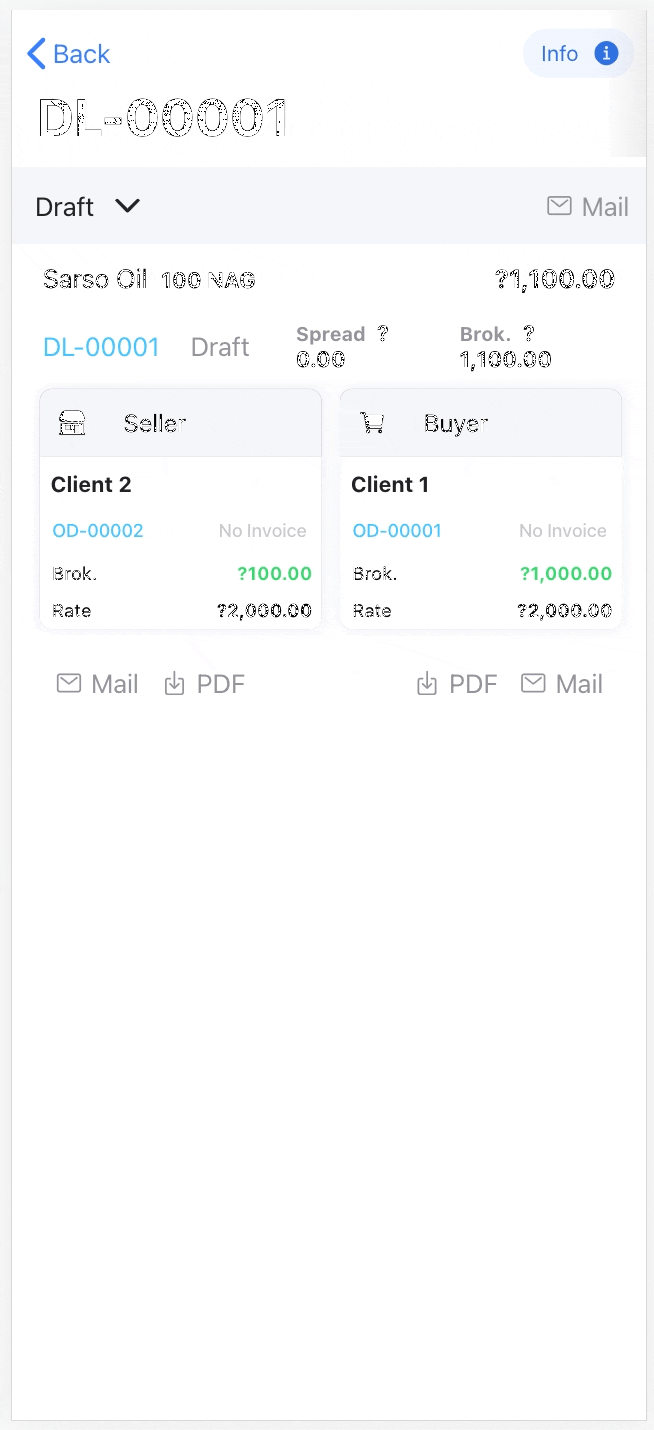 Back
Info
DL-00001
Draft
Mail
Sarso Oil 100 NAG ?1,100.00
DL-00001 Draft
Spread ? 0.00
Brok. ? 1,100.00
Seller
Client 2
OD-00002 No Invoice
Brok. ?100.00
Rate ?2,000.00
Buyer
Client 1
OD-00001 No Invoice
Brok. ?1,000.00
Rate ?2,000.00
Mail PDF
PDF Mail